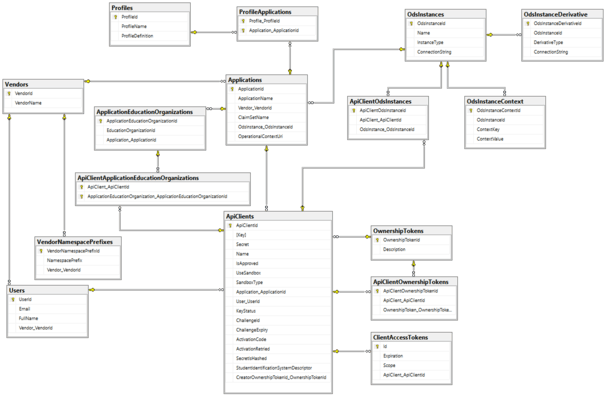 Profiles
ProfileId
ProfileName
ProfileDefinition
ProfileApplications
Profile_ProfileId
Application_ApplicationId
OdsInstances
OdsInstanceId
Name
InstanceType
ConnectionString
OdsInstanceDerivative
OdsInstanceDerivativeId
OdsInstanceId
DerivativeType
ConnectionString
Vendors
VendorId
VendorName
Applications
ApplicationId
ApplicationName
Vendor_VendorId
ClaimSetName
OdsInstance_OdsInstanceId
OperationalContextUri
ApplicationEducationOrganizations
ApplicationEducationOrganizationId
EducationOrganizationId
Application_ApplicationId
ApiClientOdsInstances
ApiClientOdsInstanceId
ApiClient_ApiClientId
OdsInstance_OdsInstanceId
OdsInstanceContext
OdsInstanceContextId
OdsInstanceId
ContextKey
ContextValue
ApiClientApplicationEducationOrganizations
ApiClient_ApiClientId
ApplicationEducationOrganization_ApplicationEducationOrganizationId
VendorNamespacePrefixes
VendorNamespacePrefixId
NamespacePrefix
Vendor_VendorId
Users
UserId
Email
FullName
Vendor_VendorId
ApiClients
ApiClientId
[Key]
Secret
Name
IsApproved
UseSandbox
SandboxType
Application_ApplicationId
User_UserId
KeyStatus
ChallengeId
ChallengeExpiry
ActivationCode
ActivationRetried
SecretIsHashed
StudentIdentificationSystemDescriptor
CreatorOwnershipTokenId_OwnershipTokenId
OwnershipTokens
OwnershipTokenId
Description
ApiClientOwnershipTokens
ApiClientOwnershipTokenId
ApiClient_ApiClientId
OwnershipToken_OwnershipToke...
ClientAccessTokens
Id
Expiration
Scope
ApiClient_ApiClientId